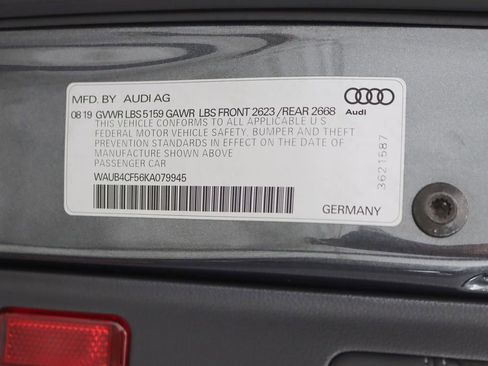 MFD. BY AUDI AG
08 19 GVWR LBS 5159 GAWR LBS FRONT 2623 / REAR 2668
THIS VEHICLE CONFORMS TO ALL APPLICABLE U.S
FEDERAL MOTOR VEHICLE SAFETY, BUMPER AND THEFT
PREVENTION STANDARDS IN EFFECT ON THE DATE OF
MANUFACTURE SHOWN ABOVE
PASSENGER CAR
WAUB4CF56KA079945
GERMANY
Audi
3621587